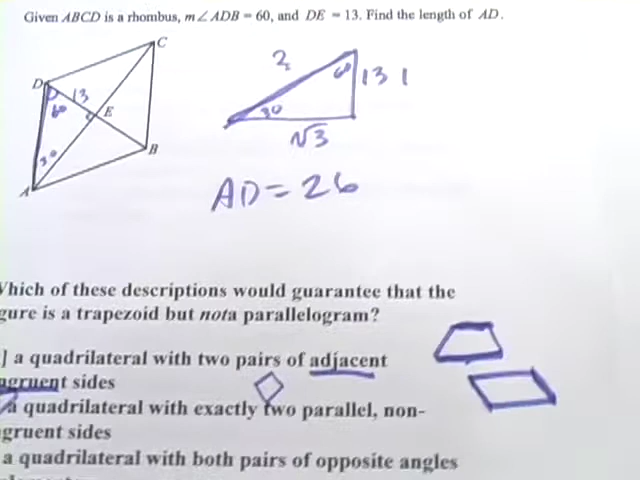 Given ABCD is a rhombus, m∠ADB = 60, and DE = 13. Find the length of AD.
C
D
13
60
E
B
30
A
2
60
13 1
30
√3
AD = 26
Which of these descriptions would guarantee that the
gure is a trapezoid but not a parallelogram?
] a quadrilateral with two pairs of adjacent
ngruent sides
a quadrilateral with exactly two parallel, non-
gruent sides
a quadrilateral with both pairs of opposite angles